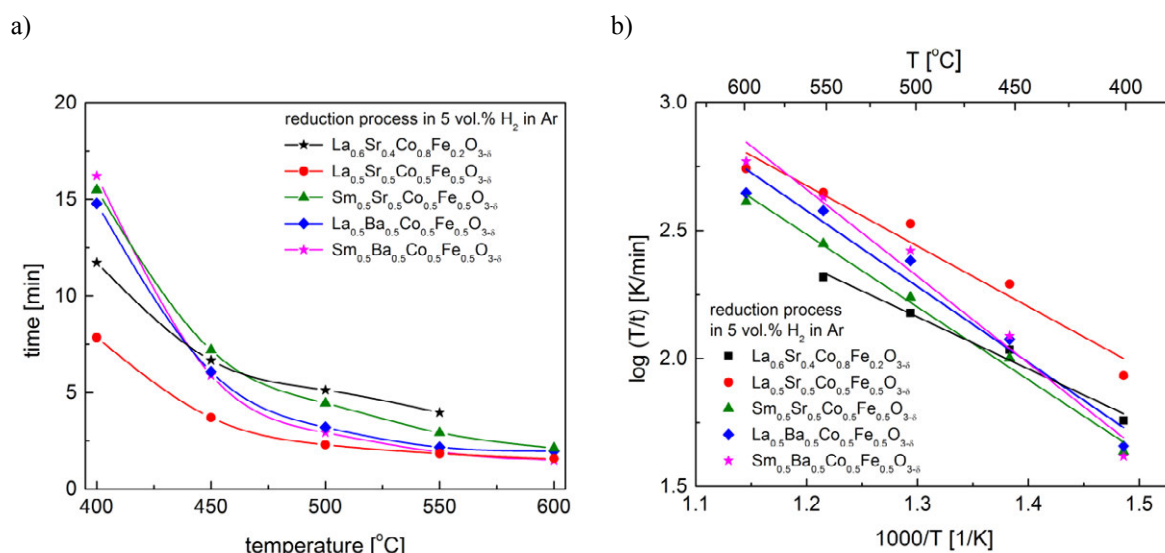 a)
b)
20
15
10
5
0
time [min]
400
450
500
550
600
temperature [°C]
reduction process in 5 vol.% H₂ in Ar
La₀.₆Sr₀.₄Co₀.₈Fe₀.₂O₃₋δ
La₀.₅Sr₀.₅Co₀.₅Fe₀.₅O₃₋δ
Sm₀.₅Sr₀.₅Co₀.₅Fe₀.₅O₃₋δ
La₀.₅Ba₀.₅Co₀.₅Fe₀.₅O₃₋δ
Sm₀.₅Ba₀.₅Co₀.₅Fe₀.₅O₃₋δ
T [°C]
600
550
500
450
400
3.0
2.5
2.0
1.5
log (T/t) [K/min]
1.1
1.2
1.3
1.4
1.5
1000/T [1/K]
reduction process
in 5 vol.% H₂ in Ar
La₀.₆Sr₀.₄Co₀.₈Fe₀.₂O₃₋δ
La₀.₅Sr₀.₅Co₀.₅Fe₀.₅O₃₋δ
Sm₀.₅Sr₀.₅Co₀.₅Fe₀.₅O₃₋δ
La₀.₅Ba₀.₅Co₀.₅Fe₀.₅O₃₋δ
Sm₀.₅Ba₀.₅Co₀.₅Fe₀.₅O₃₋δ